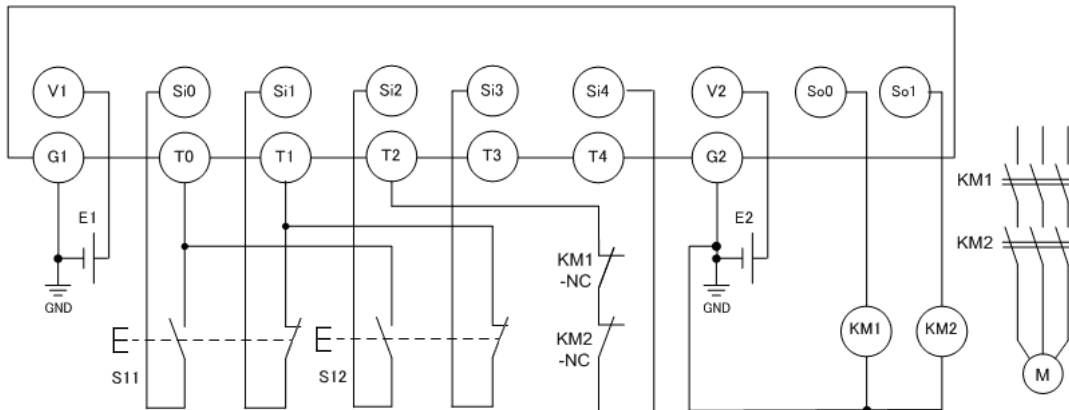 V1 Si0 Si1 Si2 Si3 Si4 V2 So0 So1
G1 T0 T1 T2 T3 T4 G2
KM1
E1
E2
KM2
KM1
-NC
GND
GND
KM1
KM2
KM2
-NC
S11
S12
M